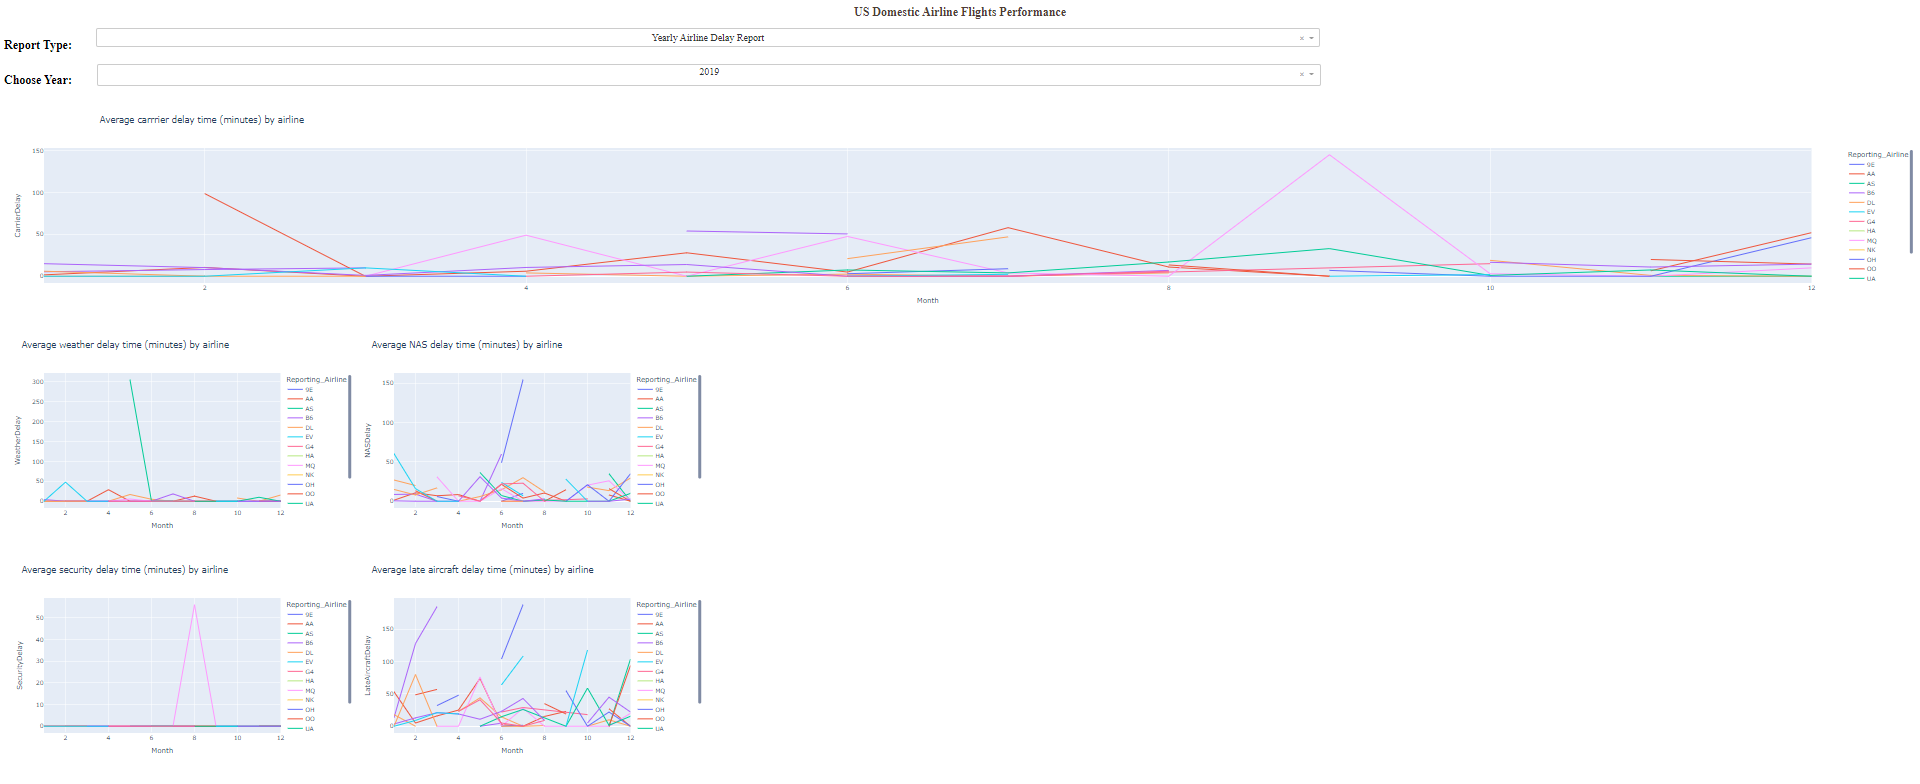 US Domestic Airline Flights Performance
Report Type:
Yearly Airline Delay Report
× 
Choose Year:
2019
×
Average carrrier delay time (minutes) by airline
CarrierDelay
150
100
50
0
2
4
6
8
10
12
Month
Reporting_Airline
9E
AA
AS
B6
DL
EV
G4
HA
MQ
NK
OH
OO
UA
Average weather delay time (minutes) by airline
WeatherDelay
300
250
200
150
100
50
0
2
4
6
8
10
12
Month
Reporting_Airline
9E
AA
AS
B6
DL
EV
G4
HA
MQ
NK
OH
OO
UA
Average NAS delay time (minutes) by airline
NASDelay
150
100
50
0
2
4
6
8
10
12
Month
Reporting_Airline
9E
AA
AS
B6
DL
EV
G4
HA
MQ
NK
OH
OO
UA
Average security delay time (minutes) by airline
SecurityDelay
50
40
30
20
10
0
2
4
6
8
10
12
Month
Reporting_Airline
9E
AA
AS
B6
DL
EV
G4
HA
MQ
NK
OH
OO
UA
Average late aircraft delay time (minutes) by airline
LateAircraftDelay
150
100
50
0
2
4
6
8
10
12
Month
Reporting_Airline
9E
AA
AS
B6
DL
EV
G4
HA
MQ
NK
OH
OO
UA